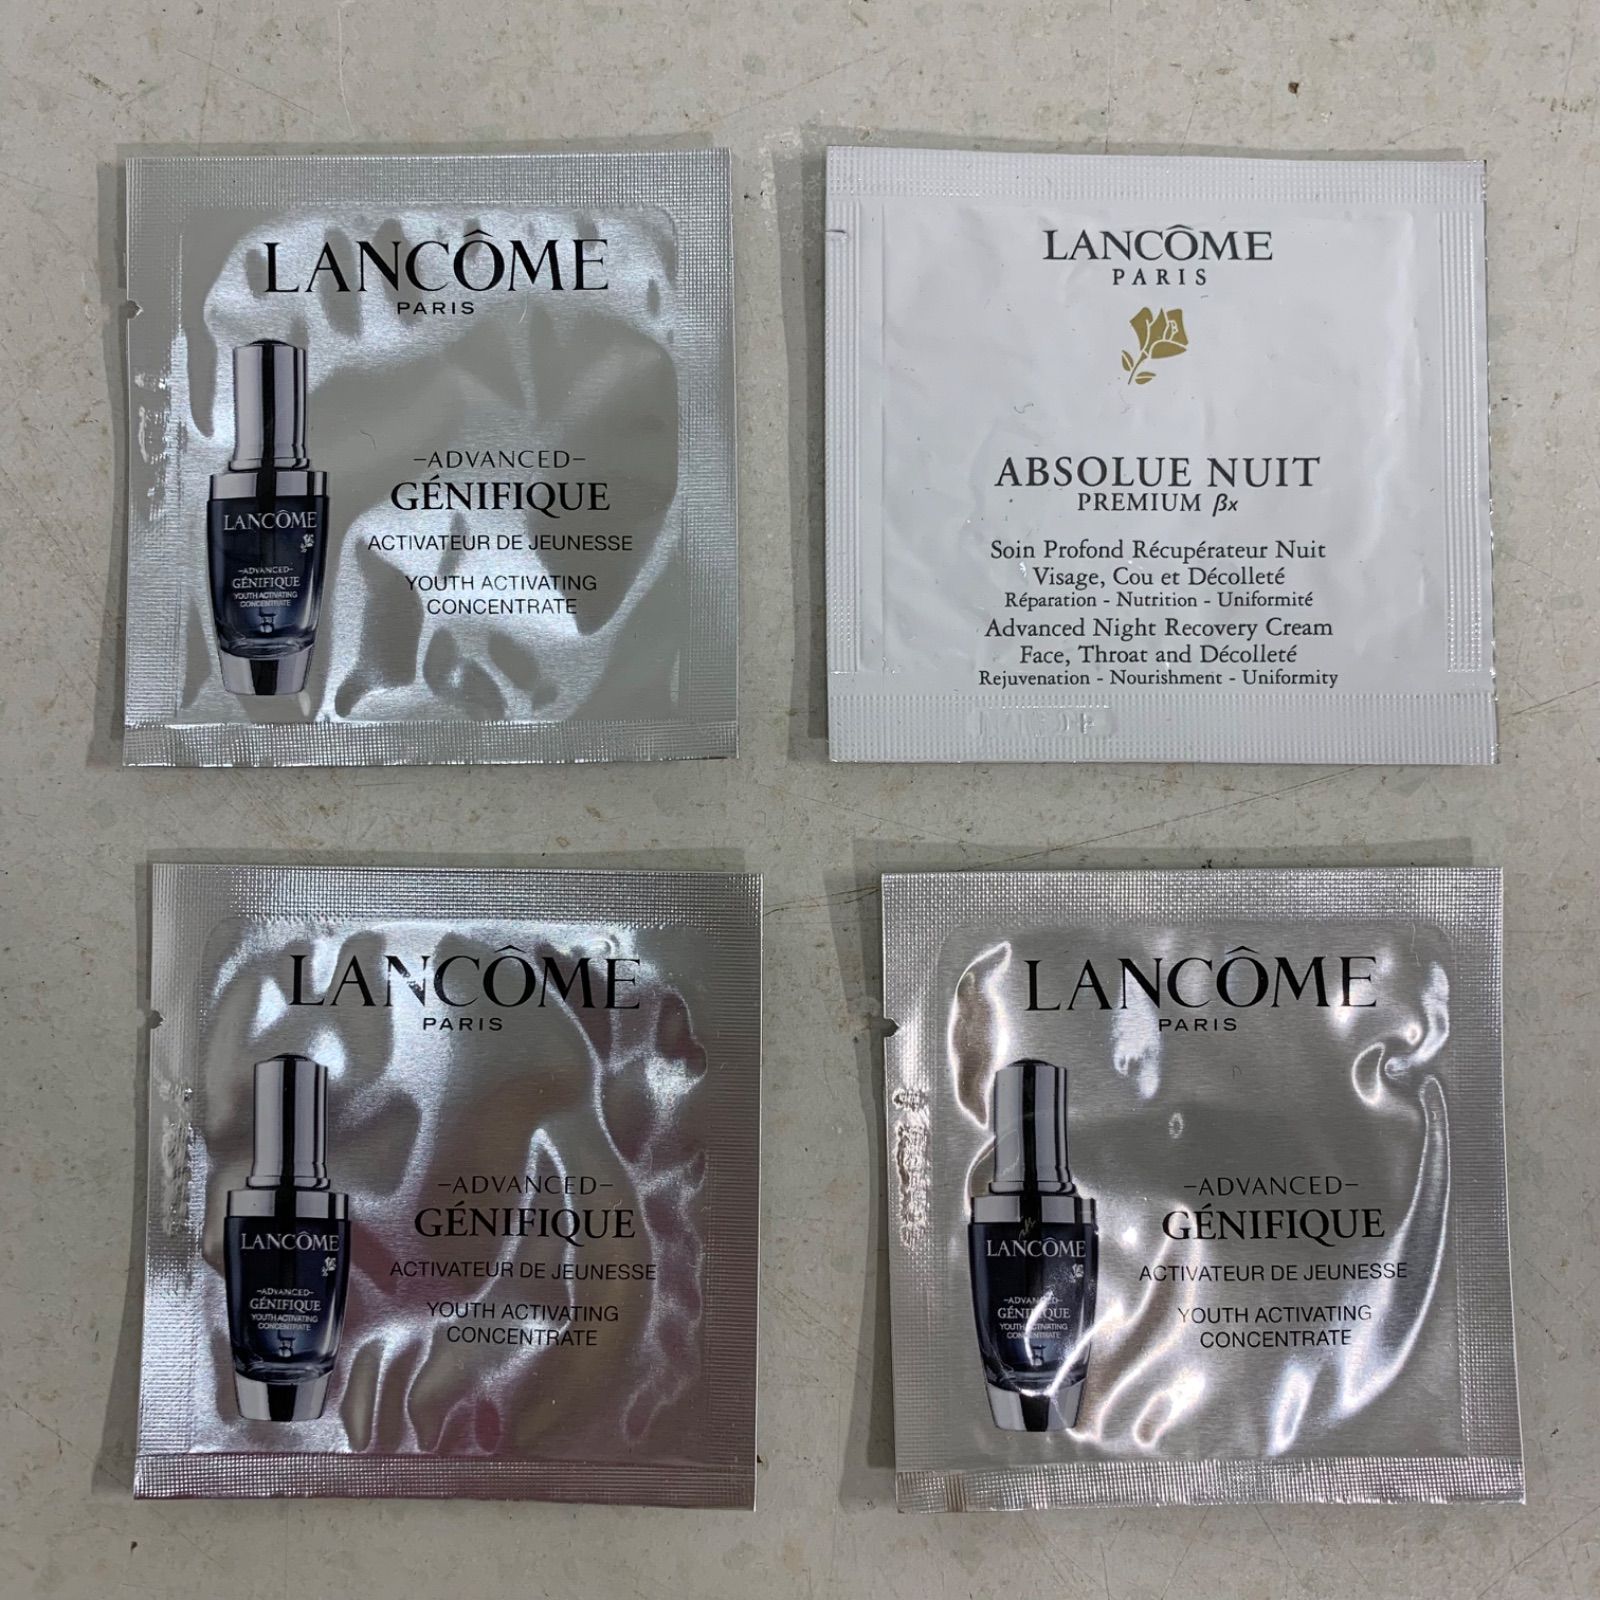 LANCÔME
PARIS
LANCÔME
-ADVANCED-
GÉNIFIQUE
YOUTH ACTIVATING
CONCENTRATE
-ADVANCED-
GÉNIFIQUE
ACTIVATEUR DE JEUNESSE
YOUTH ACTIVATING
CONCENTRATE
LANCÔME
PARIS
ABSOLUE NUIT
PREMIUM βx
Soin Profond Récupérateur Nuit
Visage, Cou et Décolleté
Réparation - Nutrition - Uniformité
Advanced Night Recovery Cream
Face, Throat and Décolleté
Rejuvenation - Nourishment - Uniformity
LANCÔME
PARIS
LANCÔME
-ADVANCED-
GÉNIFIQUE
YOUTH ACTIVATING
CONCENTRATE
-ADVANCED-
GÉNIFIQUE
ACTIVATEUR DE JEUNESSE
YOUTH ACTIVATING
CONCENTRATE
LANCÔME
PARIS
LANCÔME
-ADVANCED-
GÉNIFIQUE
YOUTH ACTIVATING
CONCENTRATE
-ADVANCED-
GÉNIFIQUE
ACTIVATEUR DE JEUNESSE
YOUTH ACTIVATING
CONCENTRATE